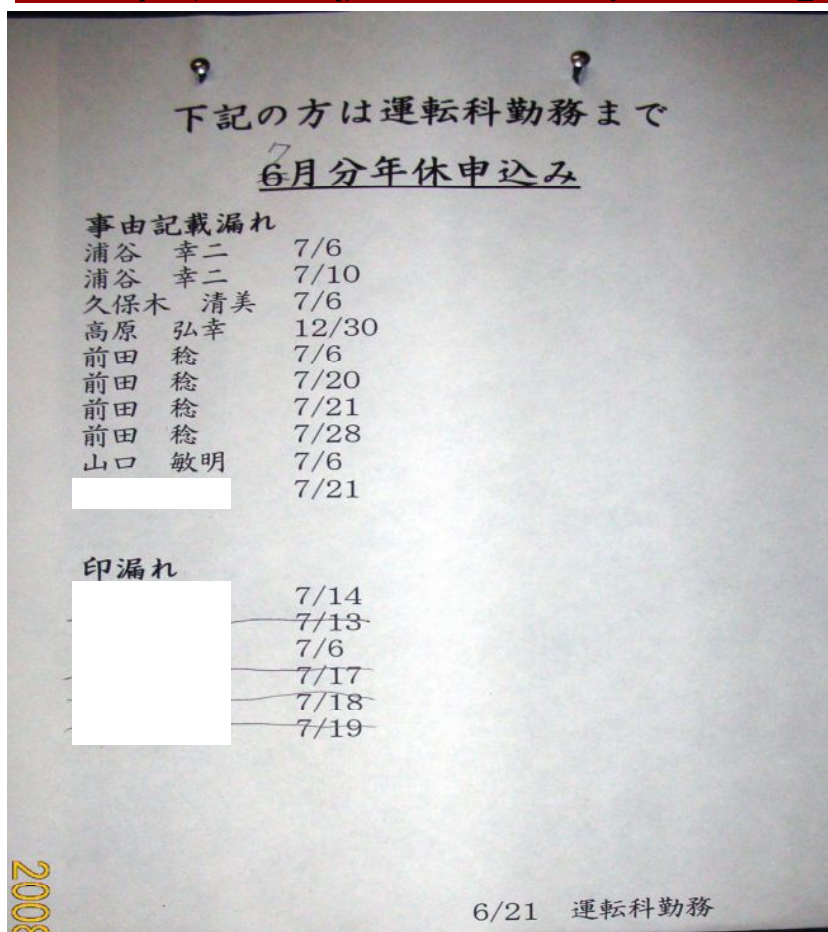 下記の方は運転科勤務まで
7
6月分年休申込み
事由記載漏れ
浦谷 幸二 7/6
浦谷 幸二 7/10
久保木 清美 7/6
高原 弘幸 12/30
前田 稔 7/6
前田 稔 7/20
前田 稔 7/21
前田 稔 7/28
山口 敏明 7/6
7/21
印漏れ
7/14
7/13
7/6
7/17
7/18
7/19
6/21 運転科勤務
2008